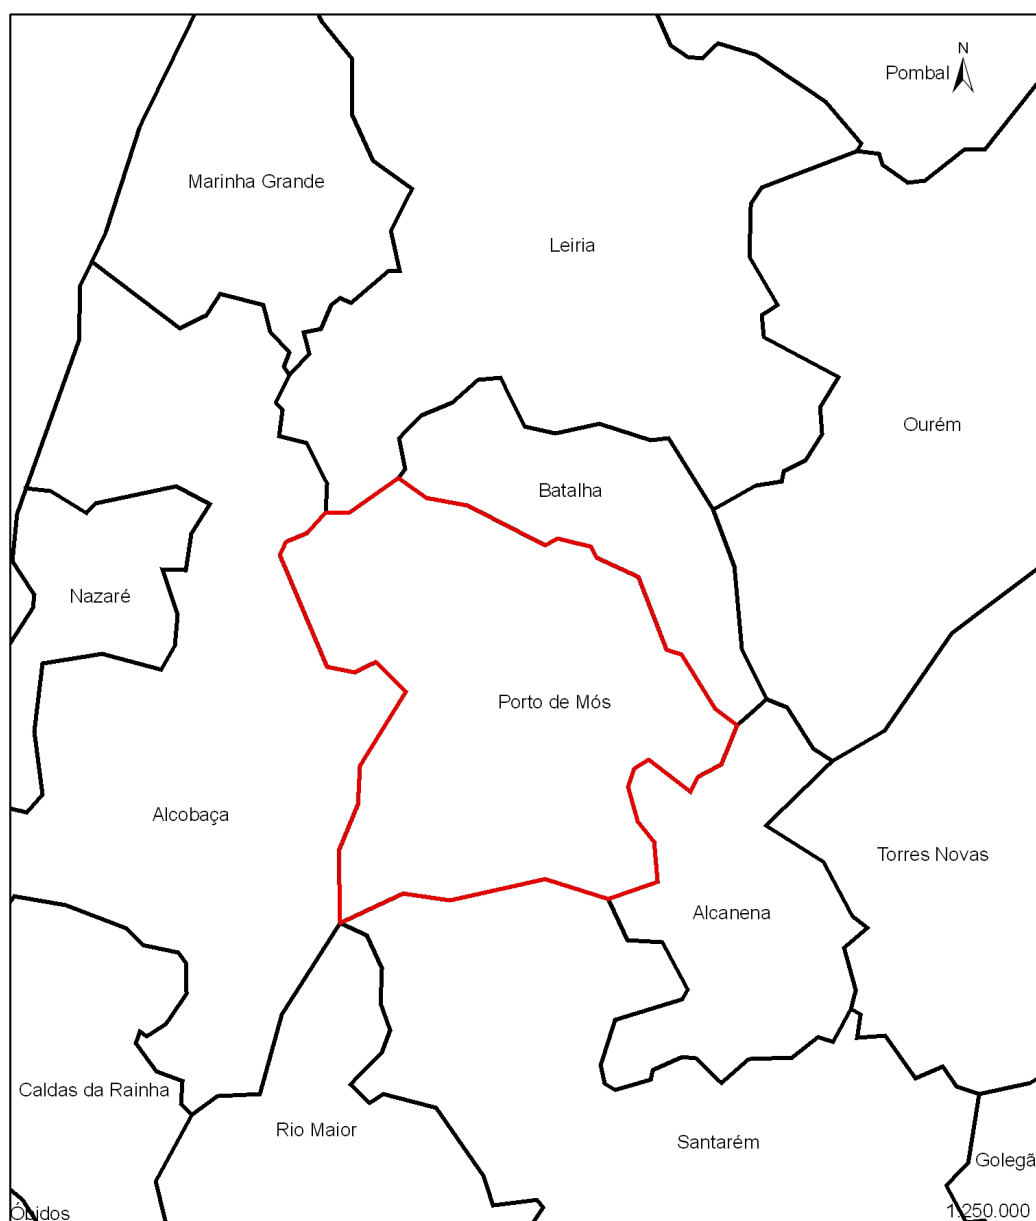 N
Pombal
Marinha Grande
Leiria
Ourém
Batalha
Nazaré
Porto de Mós
Alcobaça
Torres Novas
Alcanena
Caldas da Rainha
Rio Maior
Santarém
Golegã
Óbidos
1:250.000